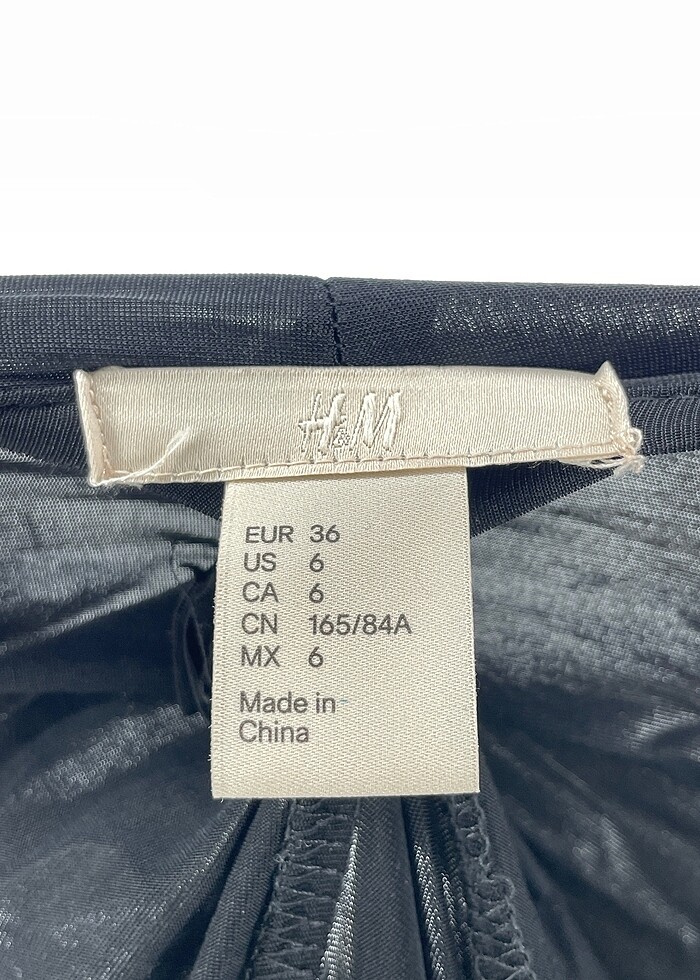 H&M
EUR 36
US 6
CA 6
CN 165/84A
MX 6
Made in
China